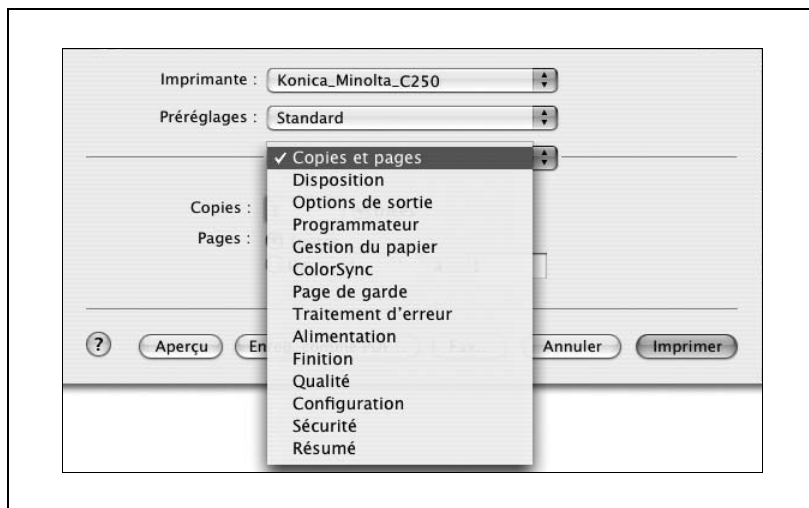 Imprimante : Konica_Minolta_C250
Préréglages : Standard
✓ Copies et pages
Disposition
Options de sortie
Programmateur
Gestion du papier
ColorSync
Page de garde
Traitement d'erreur
Alimentation
Finition
Qualité
Configuration
Sécurité
Résumé
Copies :
Pages :
? Aperçu Annuler Imprimer